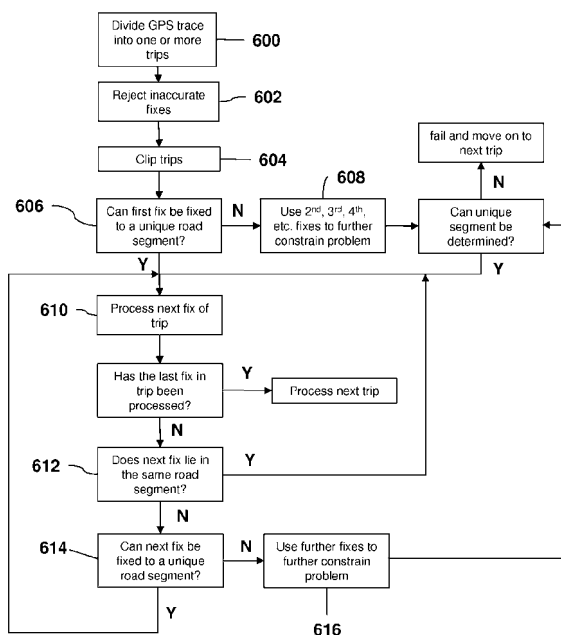 Divide GPS trace
into one or more
trips
600
Reject inaccurate
fixes
602
Clip trips
604
fail and move on to
next trip
608
N
606
Can first fix be fixed
to a unique road
segment?
N
Use 2nd, 3rd, 4th,
etc. fixes to further
constrain problem
Can unique
segment be
determined?
Y
Y
610
Process next fix of
trip
Has the last fix in
trip been
processed?
Y
Process next trip
N
612
Does next fix lie in
the same road
segment?
Y
N
614
Can next fix be
fixed to a unique
road segment?
N
Use further fixes to
further constrain
problem
Y
616